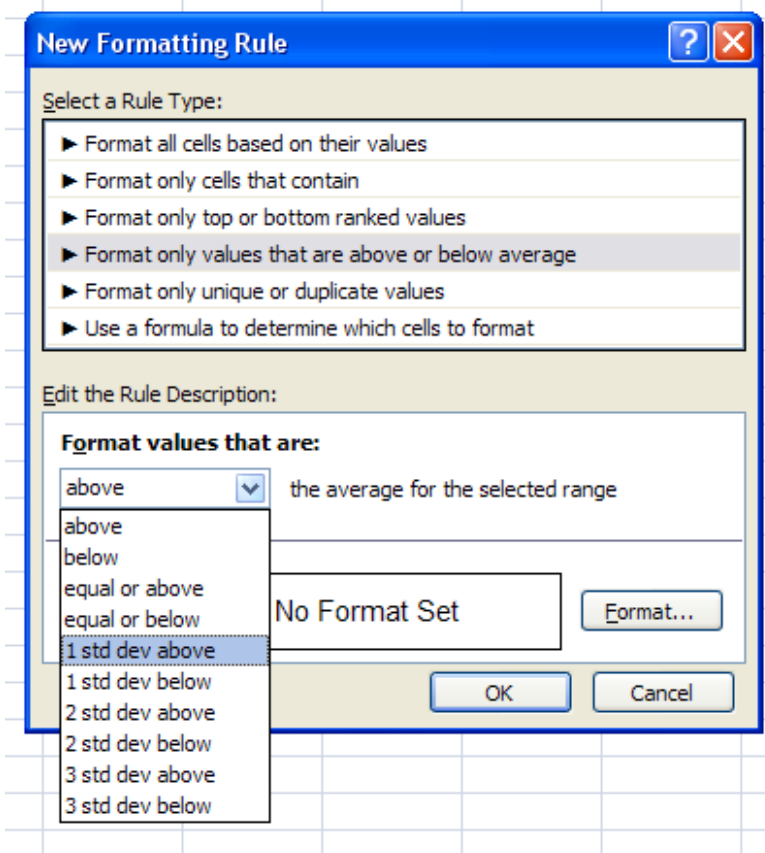 New Formatting Rule
Select a Rule Type:
► Format all cells based on their values
► Format only cells that contain
► Format only top or bottom ranked values
► Format only values that are above or below average
► Format only unique or duplicate values
► Use a formula to determine which cells to format
Edit the Rule Description:
Format values that are:
above the average for the selected range
above
below
equal or above
equal or below
1 std dev above
1 std dev below
2 std dev above
2 std dev below
3 std dev above
3 std dev below
No Format Set Format...
OK Cancel